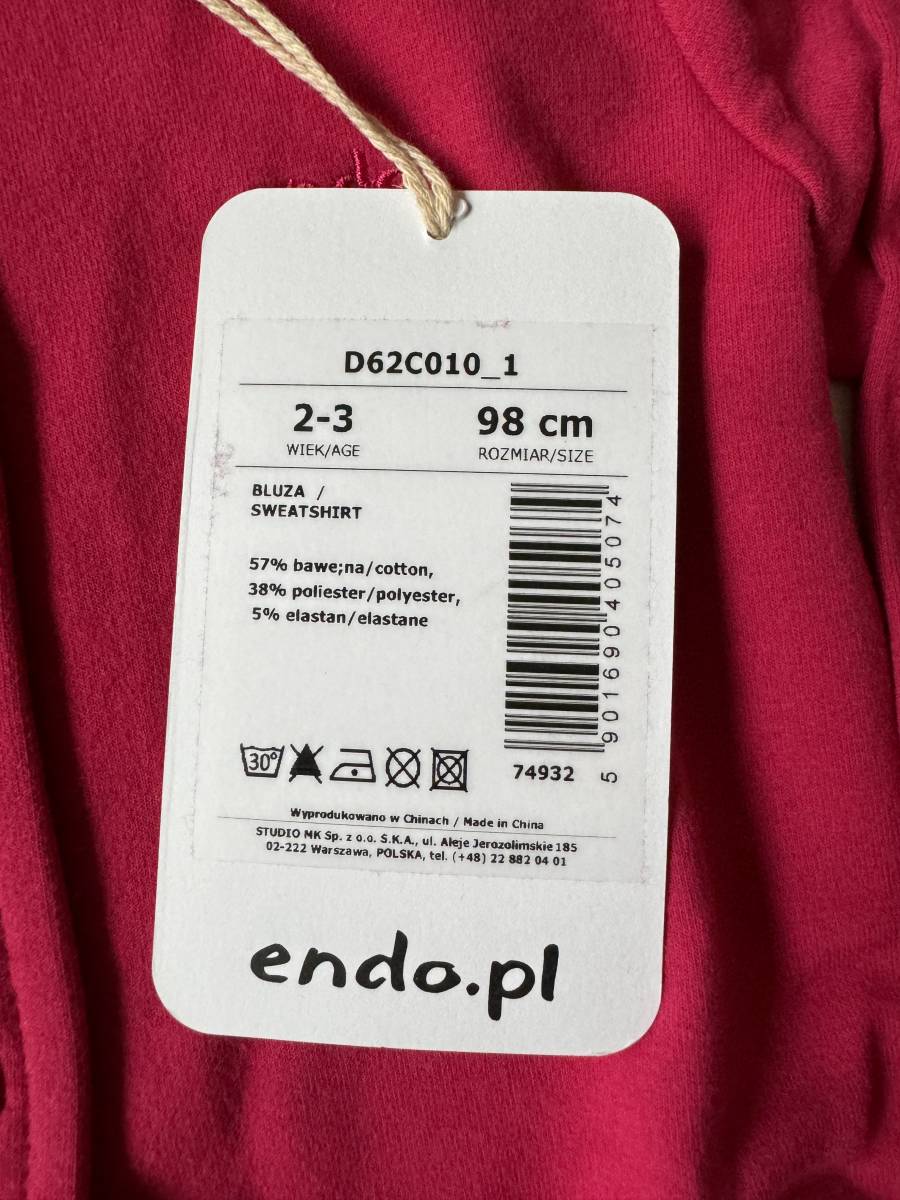 D62C010_1
2-3
WIEK/AGE
98 cm
ROZMIAR/SIZE
BLUZA /
SWEATSHIRT
57% bawe;na/cotton,
38% poliester/polyester,
5% elastan/elastane
5901690405074
30°
74932
Wyprodukowano w Chinach / Made in China
STUDIO MK Sp. z o.o. S.K.A., ul. Aleje Jerozolimskie 185
02-222 Warszawa, POLSKA, tel. (+48) 22 882 04 01
endo.pl